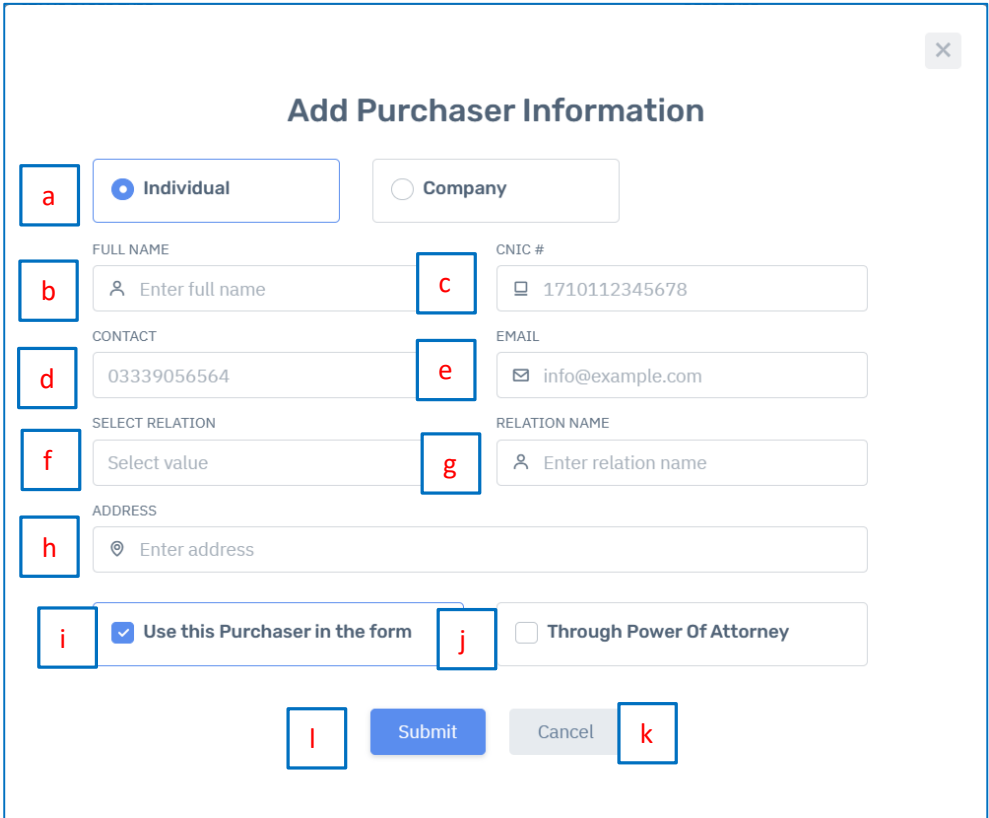 Add Purchaser Information
a Individual Company
FULL NAME CNIC #
b Enter full name c 1710112345678
CONTACT EMAIL
d 03339056564 e info@example.com
SELECT RELATION RELATION NAME
f Select value g Enter relation name
ADDRESS
h Enter address
i Use this Purchaser in the form j Through Power Of Attorney
l Submit Cancel k